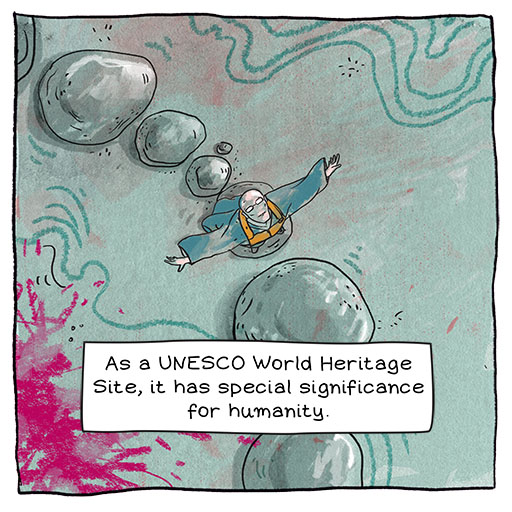 As a UNESCO World Heritage
Site, it has special significance
for humanity.